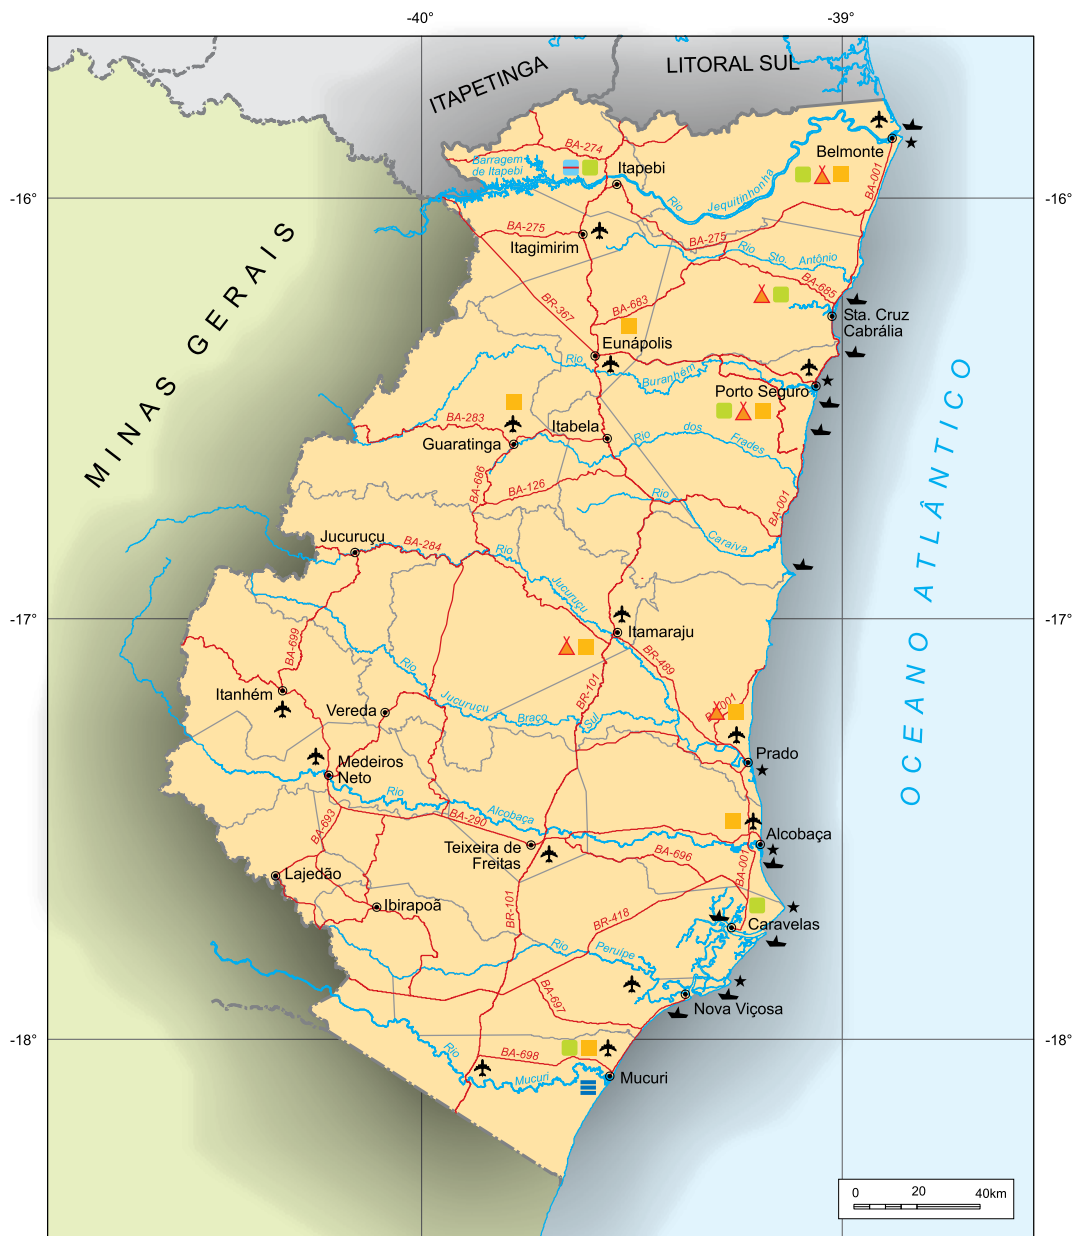 -40°
-39°
ITAPETINGA
LITORAL SUL
BA-274
Barragem
de Itapebi
Itapebi
Belmonte
BA-001
Rio
Jequitinhonha
-16°
-16°
BA-275
Itagimirim
BA-275
Rio
Sto.
Antônio
BA-685
BR-367
BA-683
Sta. Cruz
Cabrália
Eunápolis
Rio
Buranhém
Porto Seguro
MINAS GERAIS
OCEANO ATLÂNTICO
BA-283
Guaratinga
Itabela
Rio
dos
Frades
BA-686
BA-126
Rio
BA-001
Caraíva
Jucuruçu
BA-284
Rio
Jucuruçu
-17°
-17°
Itamaraju
BA-699
BR-489
Itanhém
Rio
Jucuruçu
Braço
Sul
BR-101
BA-001
Vereda
Prado
Medeiros
Neto
Rio
Alcobaça
BA-290
BA-693
Teixeira de
Freitas
BA-696
Alcobaça
BA-001
Lajedão
Ibirapoã
BR-101
BR-418
Caravelas
Rio
Peruípe
BA-697
Nova Viçosa
-18°
-18°
Rio
BA-698
Mucuri
Mucuri
0 20 40km